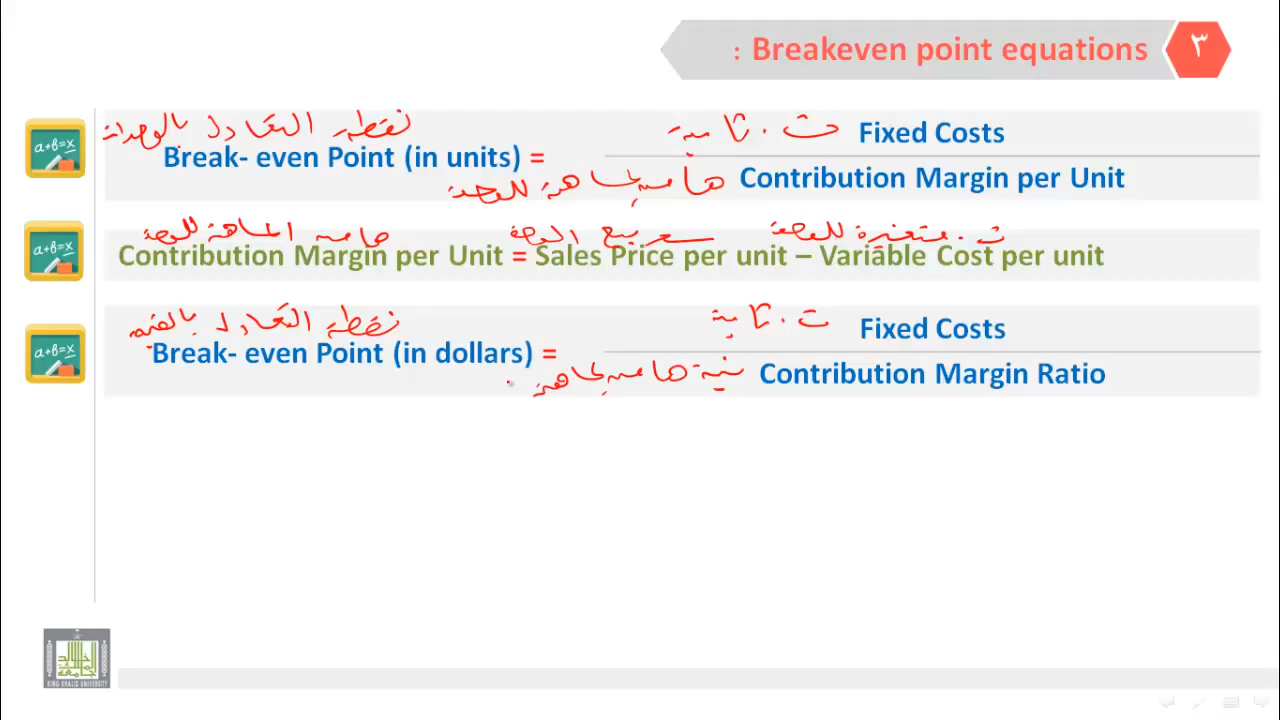 ٣
Breakeven point equations :
نقطة التعادل بالوحدات
ت. ثابتة
Fixed Costs
Break- even Point (in units) =
هامش المساهمة للوحدة
Contribution Margin per Unit
هامش المساهمة للوحدة
سعر بيع الوحدة
ت. متغيرة للوحدة
Contribution Margin per Unit = Sales Price per unit – Variable Cost per unit
نقطة التعادل بالقيمة
ت. ثابتة
Fixed Costs
Break- even Point (in dollars) =
نسبة هامش المساهمة
Contribution Margin Ratio
a+b=x
a+b=x
a+b=x
KING KHALID UNIVERSITY